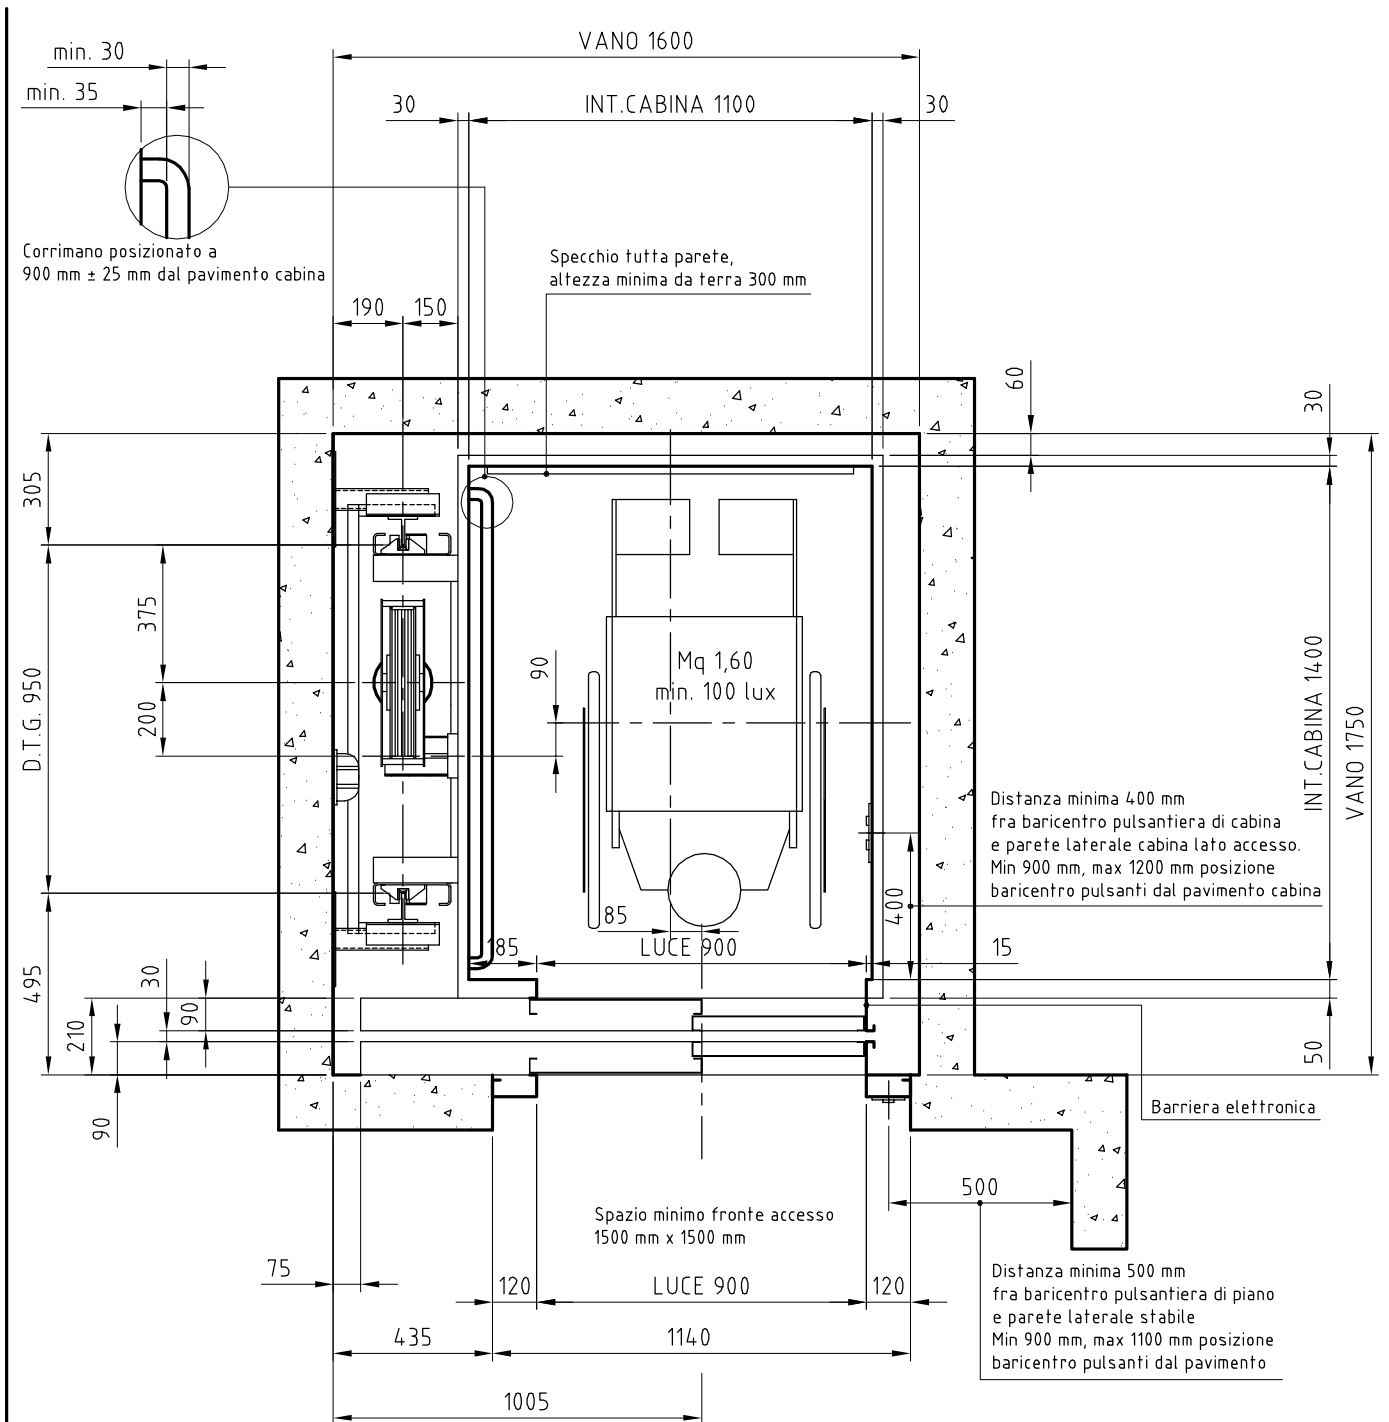 min. 30
VANO 1600
min. 35
30
INT.CABINA 1100
30
Corrimano posizionato a
900 mm ± 25 mm dal pavimento cabina
Specchio tutta parete,
altezza minima da terra 300 mm
190
150
60
30
305
375
D.T.G. 950
200
90
Mq 1,60
min. 100 lux
INT.CABINA 1400
VANO 1750
Distanza minima 400 mm
fra baricentro pulsantiera di cabina
e parete laterale cabina lato accesso.
Min 900 mm, max 1200 mm posizione
baricentro pulsanti dal pavimento cabina
400
85
185
LUCE 900
15
495
30
90
210
50
90
Barriera elettronica
500
Spazio minimo fronte accesso
1500 mm x 1500 mm
75
120
LUCE 900
120
Distanza minima 500 mm
fra baricentro pulsantiera di piano
e parete laterale stabile
Min 900 mm, max 1100 mm posizione
baricentro pulsanti dal pavimento
435
1140
1005